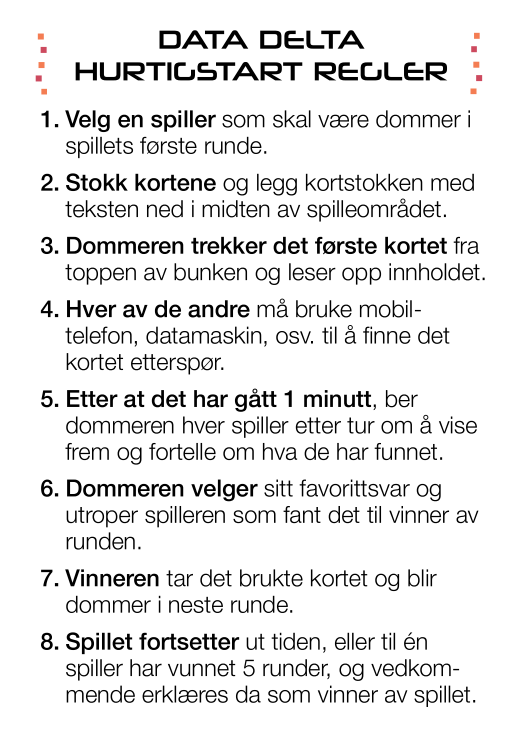 DATA DELTA
HURTIGSTART REGLER
1. Velg en spiller som skal være dommer i
spillets første runde.
2. Stokk kortene og legg kortstokken med
teksten ned i midten av spilleområdet.
3. Dommeren trekker det første kortet fra
toppen av bunken og leser opp innholdet.
4. Hver av de andre må bruke mobil-
telefon, datamaskin, osv. til å finne det
kortet etterspør.
5. Etter at det har gått 1 minutt, ber
dommeren hver spiller etter tur om å vise
frem og fortelle om hva de har funnet.
6. Dommeren velger sitt favorittsvar og
utroper spilleren som fant det til vinner av
runden.
7. Vinneren tar det brukte kortet og blir
dommer i neste runde.
8. Spillet fortsetter ut tiden, eller til én
spiller har vunnet 5 runder, og vedkom-
mende erklæres da som vinner av spillet.